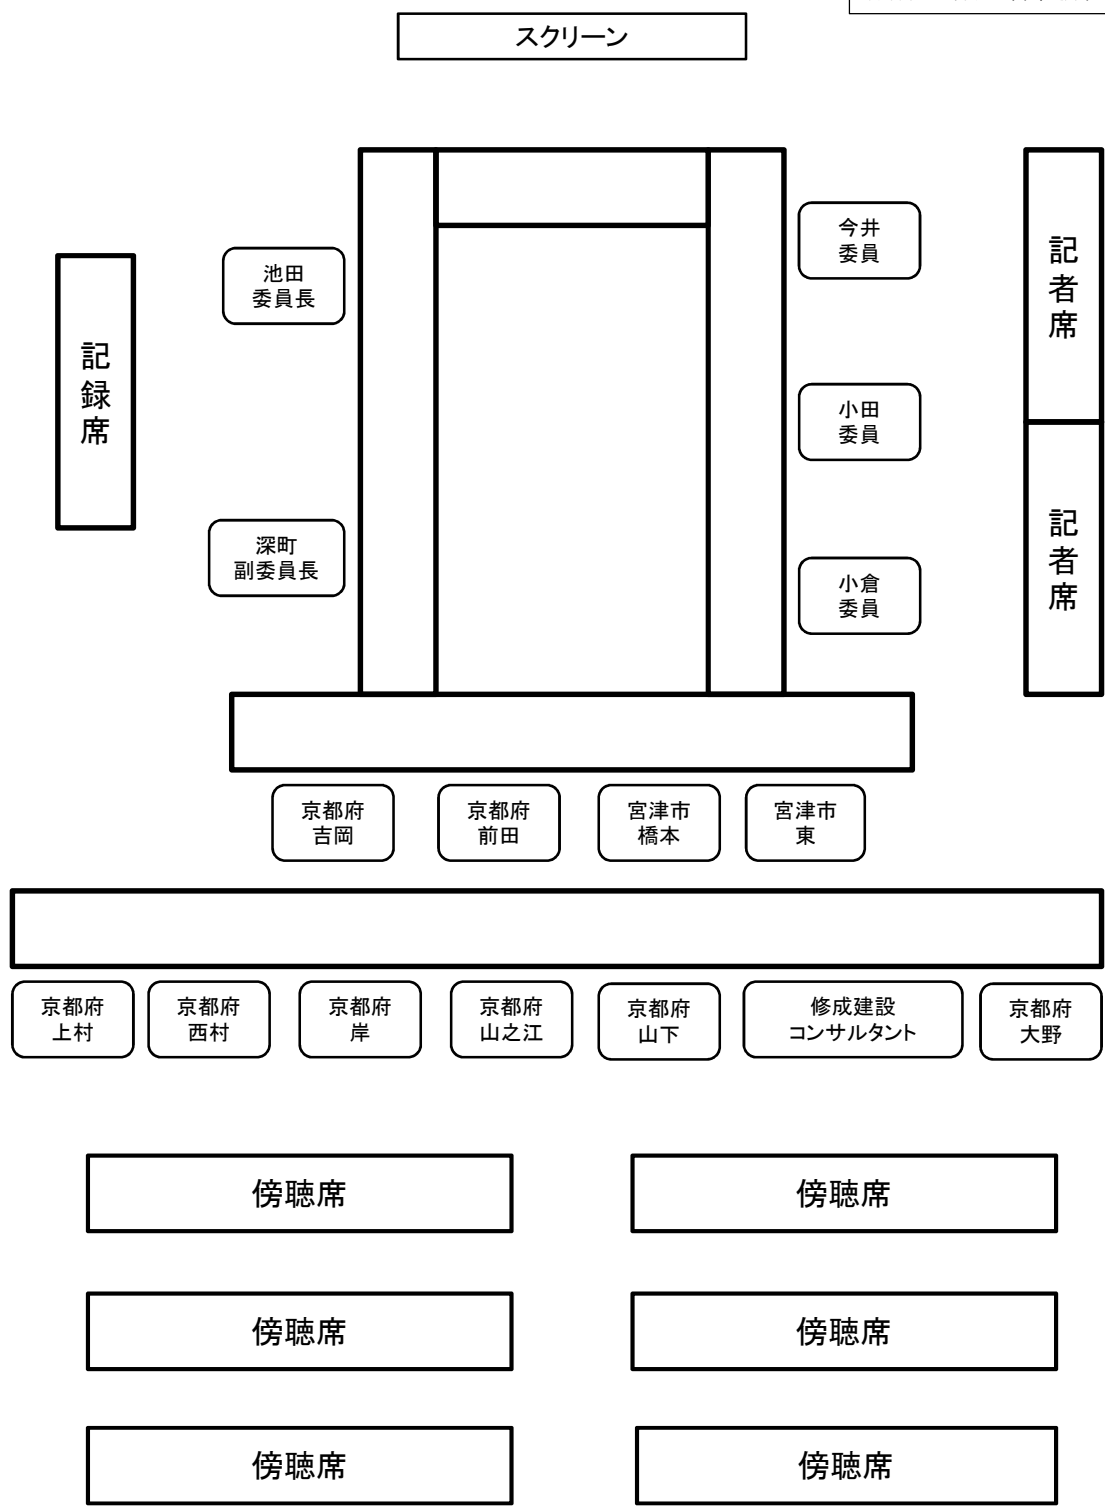 スクリーン
今井
委員
池田
委員長
記者席
記録席
小田
委員
深町
副委員長
小倉
委員
記者席
京都府
吉岡
京都府
前田
宮津市
橋本
宮津市
東
京都府
上村
京都府
西村
京都府
岸
京都府
山之江
京都府
山下
修成建設
コンサルタント
京都府
大野
傍聴席
傍聴席
傍聴席
傍聴席
傍聴席
傍聴席